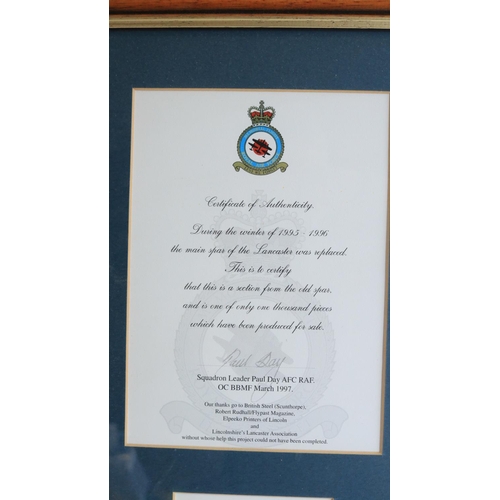 Certificate of Authenticity.
During the winter of 1995 - 1996
the main spar of the Lancaster was replaced.
This is to certify
that this is a section from the old spar,
and is one of only one thousand pieces
which have been produced for sale.
Paul Day
Squadron Leader Paul Day AFC RAF.
OC BBMF March 1997.
Our thanks go to British Steel (Scunthorpe),
Robert Rudhall/Flypast Magazine,
Elpeeko Printers of Lincoln
and
Lincolnshire's Lancaster Association
without whose help this project could not have been completed.